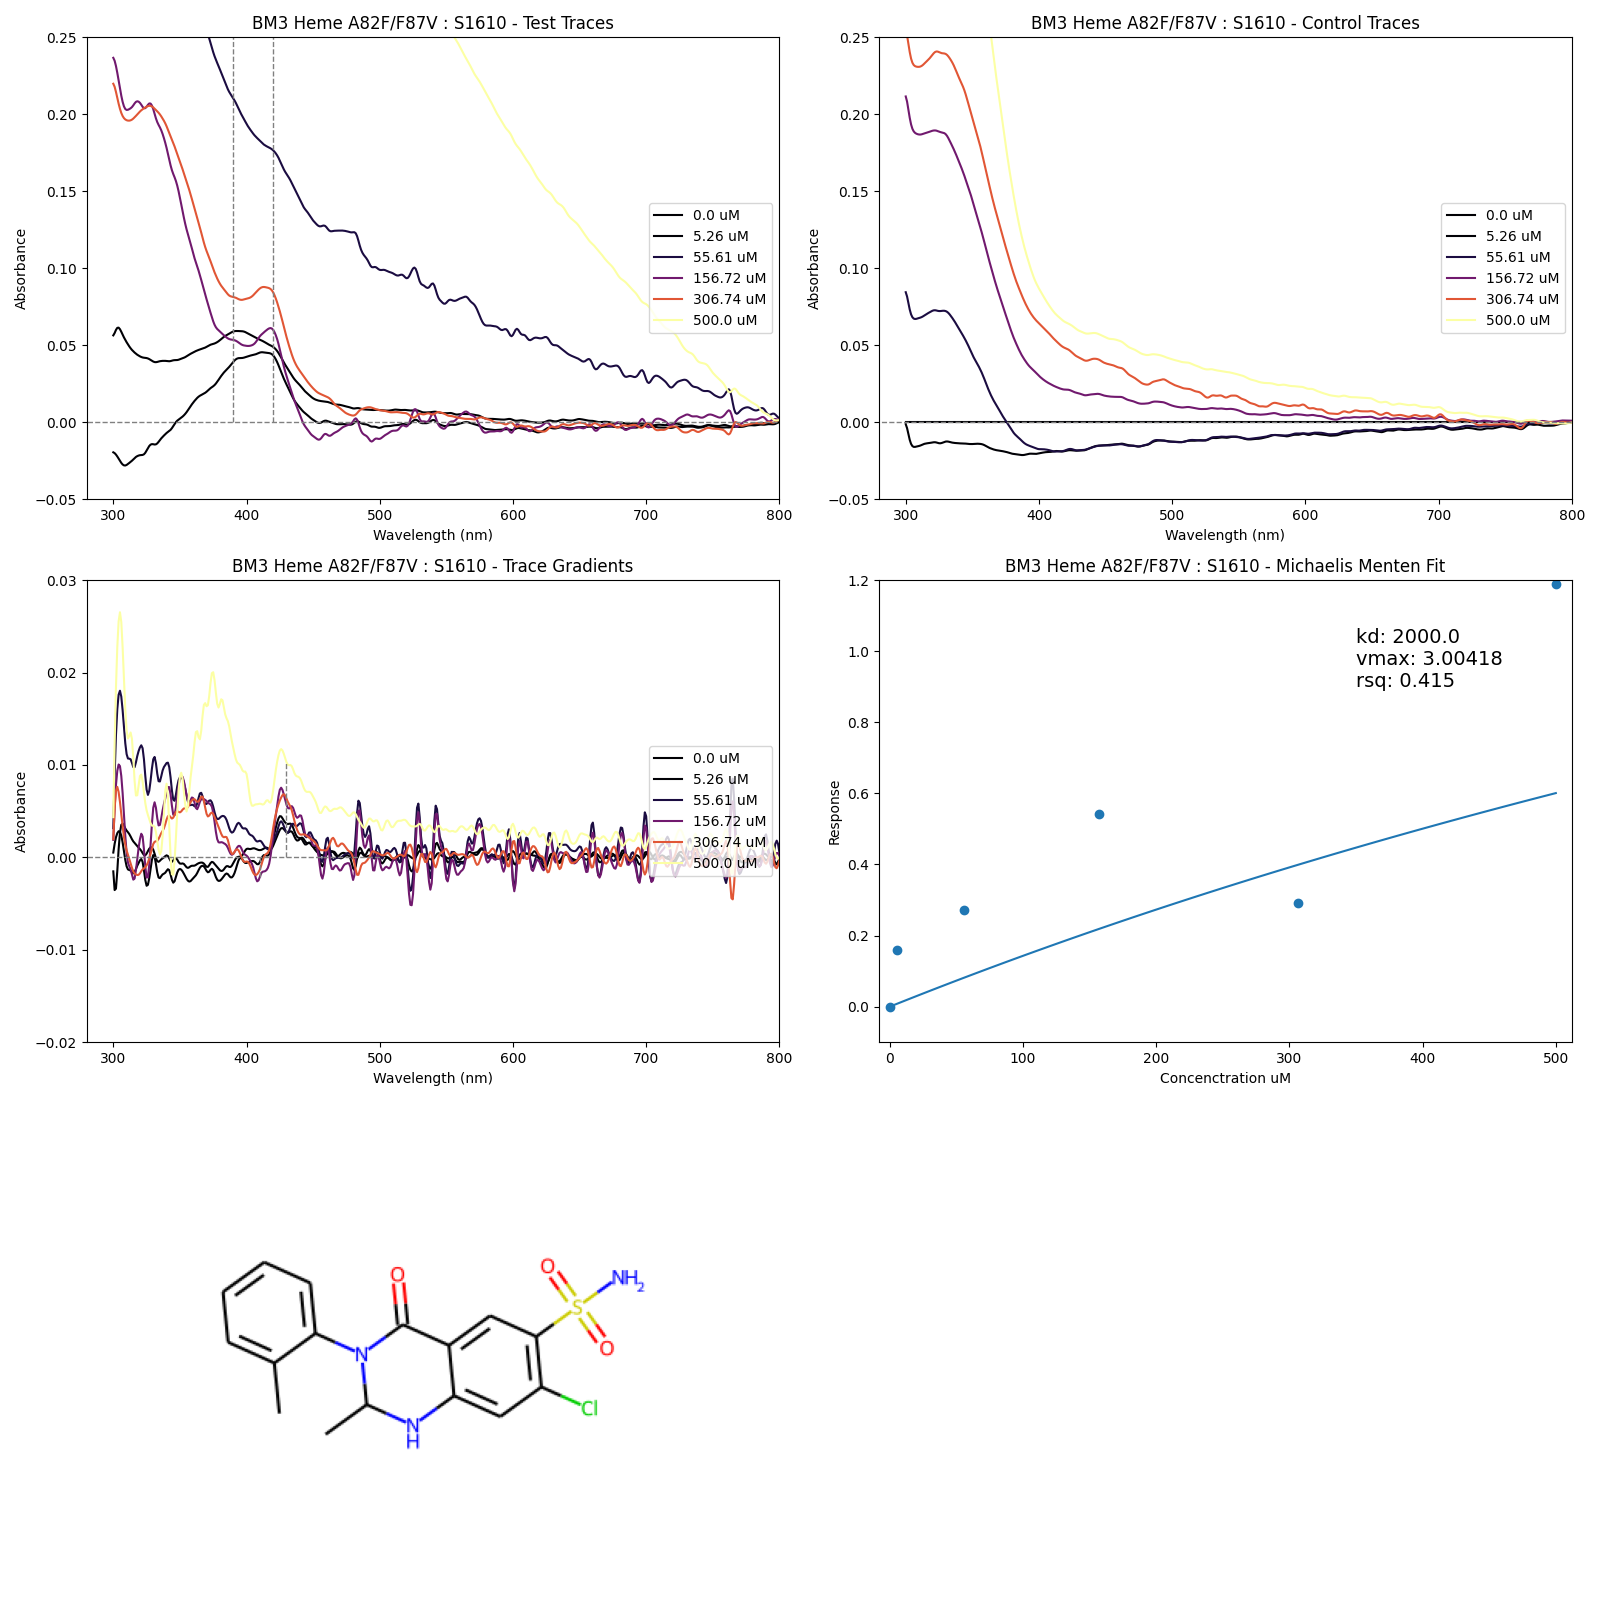 BM3 Heme A82F/F87V : S1610 - Test Traces
0.25
0.20
0.15
0.10
0.05
0.00
−0.05
Absorbance
300 400 500 600 700 800
Wavelength (nm)
0.0 uM
5.26 uM
55.61 uM
156.72 uM
306.74 uM
500.0 uM
BM3 Heme A82F/F87V : S1610 - Control Traces
0.25
0.20
0.15
0.10
0.05
0.00
−0.05
Absorbance
300 400 500 600 700 800
Wavelength (nm)
0.0 uM
5.26 uM
55.61 uM
156.72 uM
306.74 uM
500.0 uM
BM3 Heme A82F/F87V : S1610 - Trace Gradients
0.03
0.02
0.01
0.00
−0.01
−0.02
Absorbance
300 400 500 600 700 800
Wavelength (nm)
0.0 uM
5.26 uM
55.61 uM
156.72 uM
306.74 uM
500.0 uM
BM3 Heme A82F/F87V : S1610 - Michaelis Menten Fit
1.2
1.0
0.8
0.6
0.4
0.2
0.0
Response
0 100 200 300 400 500
Concenctration uM
kd: 2000.0
vmax: 3.00418
rsq: 0.415
O
O
NH2
S
N
O
Cl
N
H